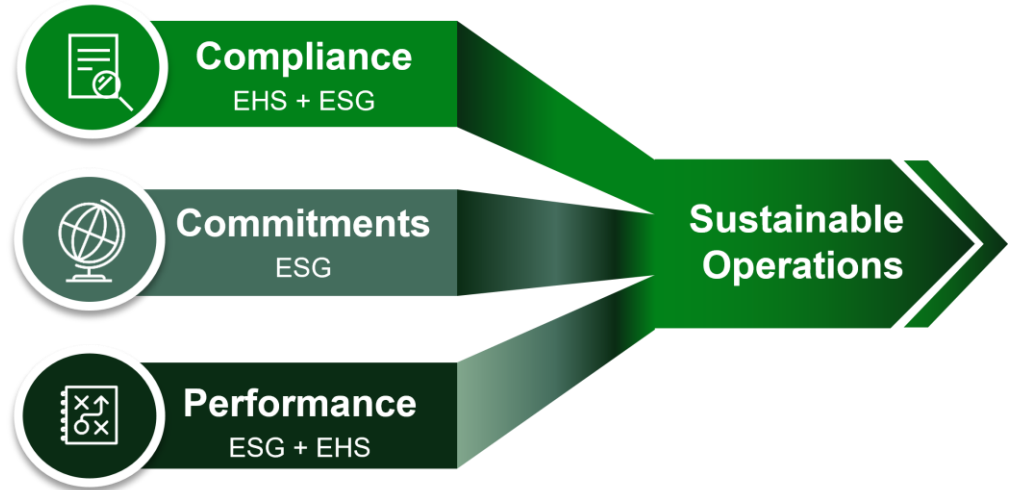 Compliance
EHS + ESG
Commitments
ESG
Performance
ESG + EHS
Sustainable
Operations